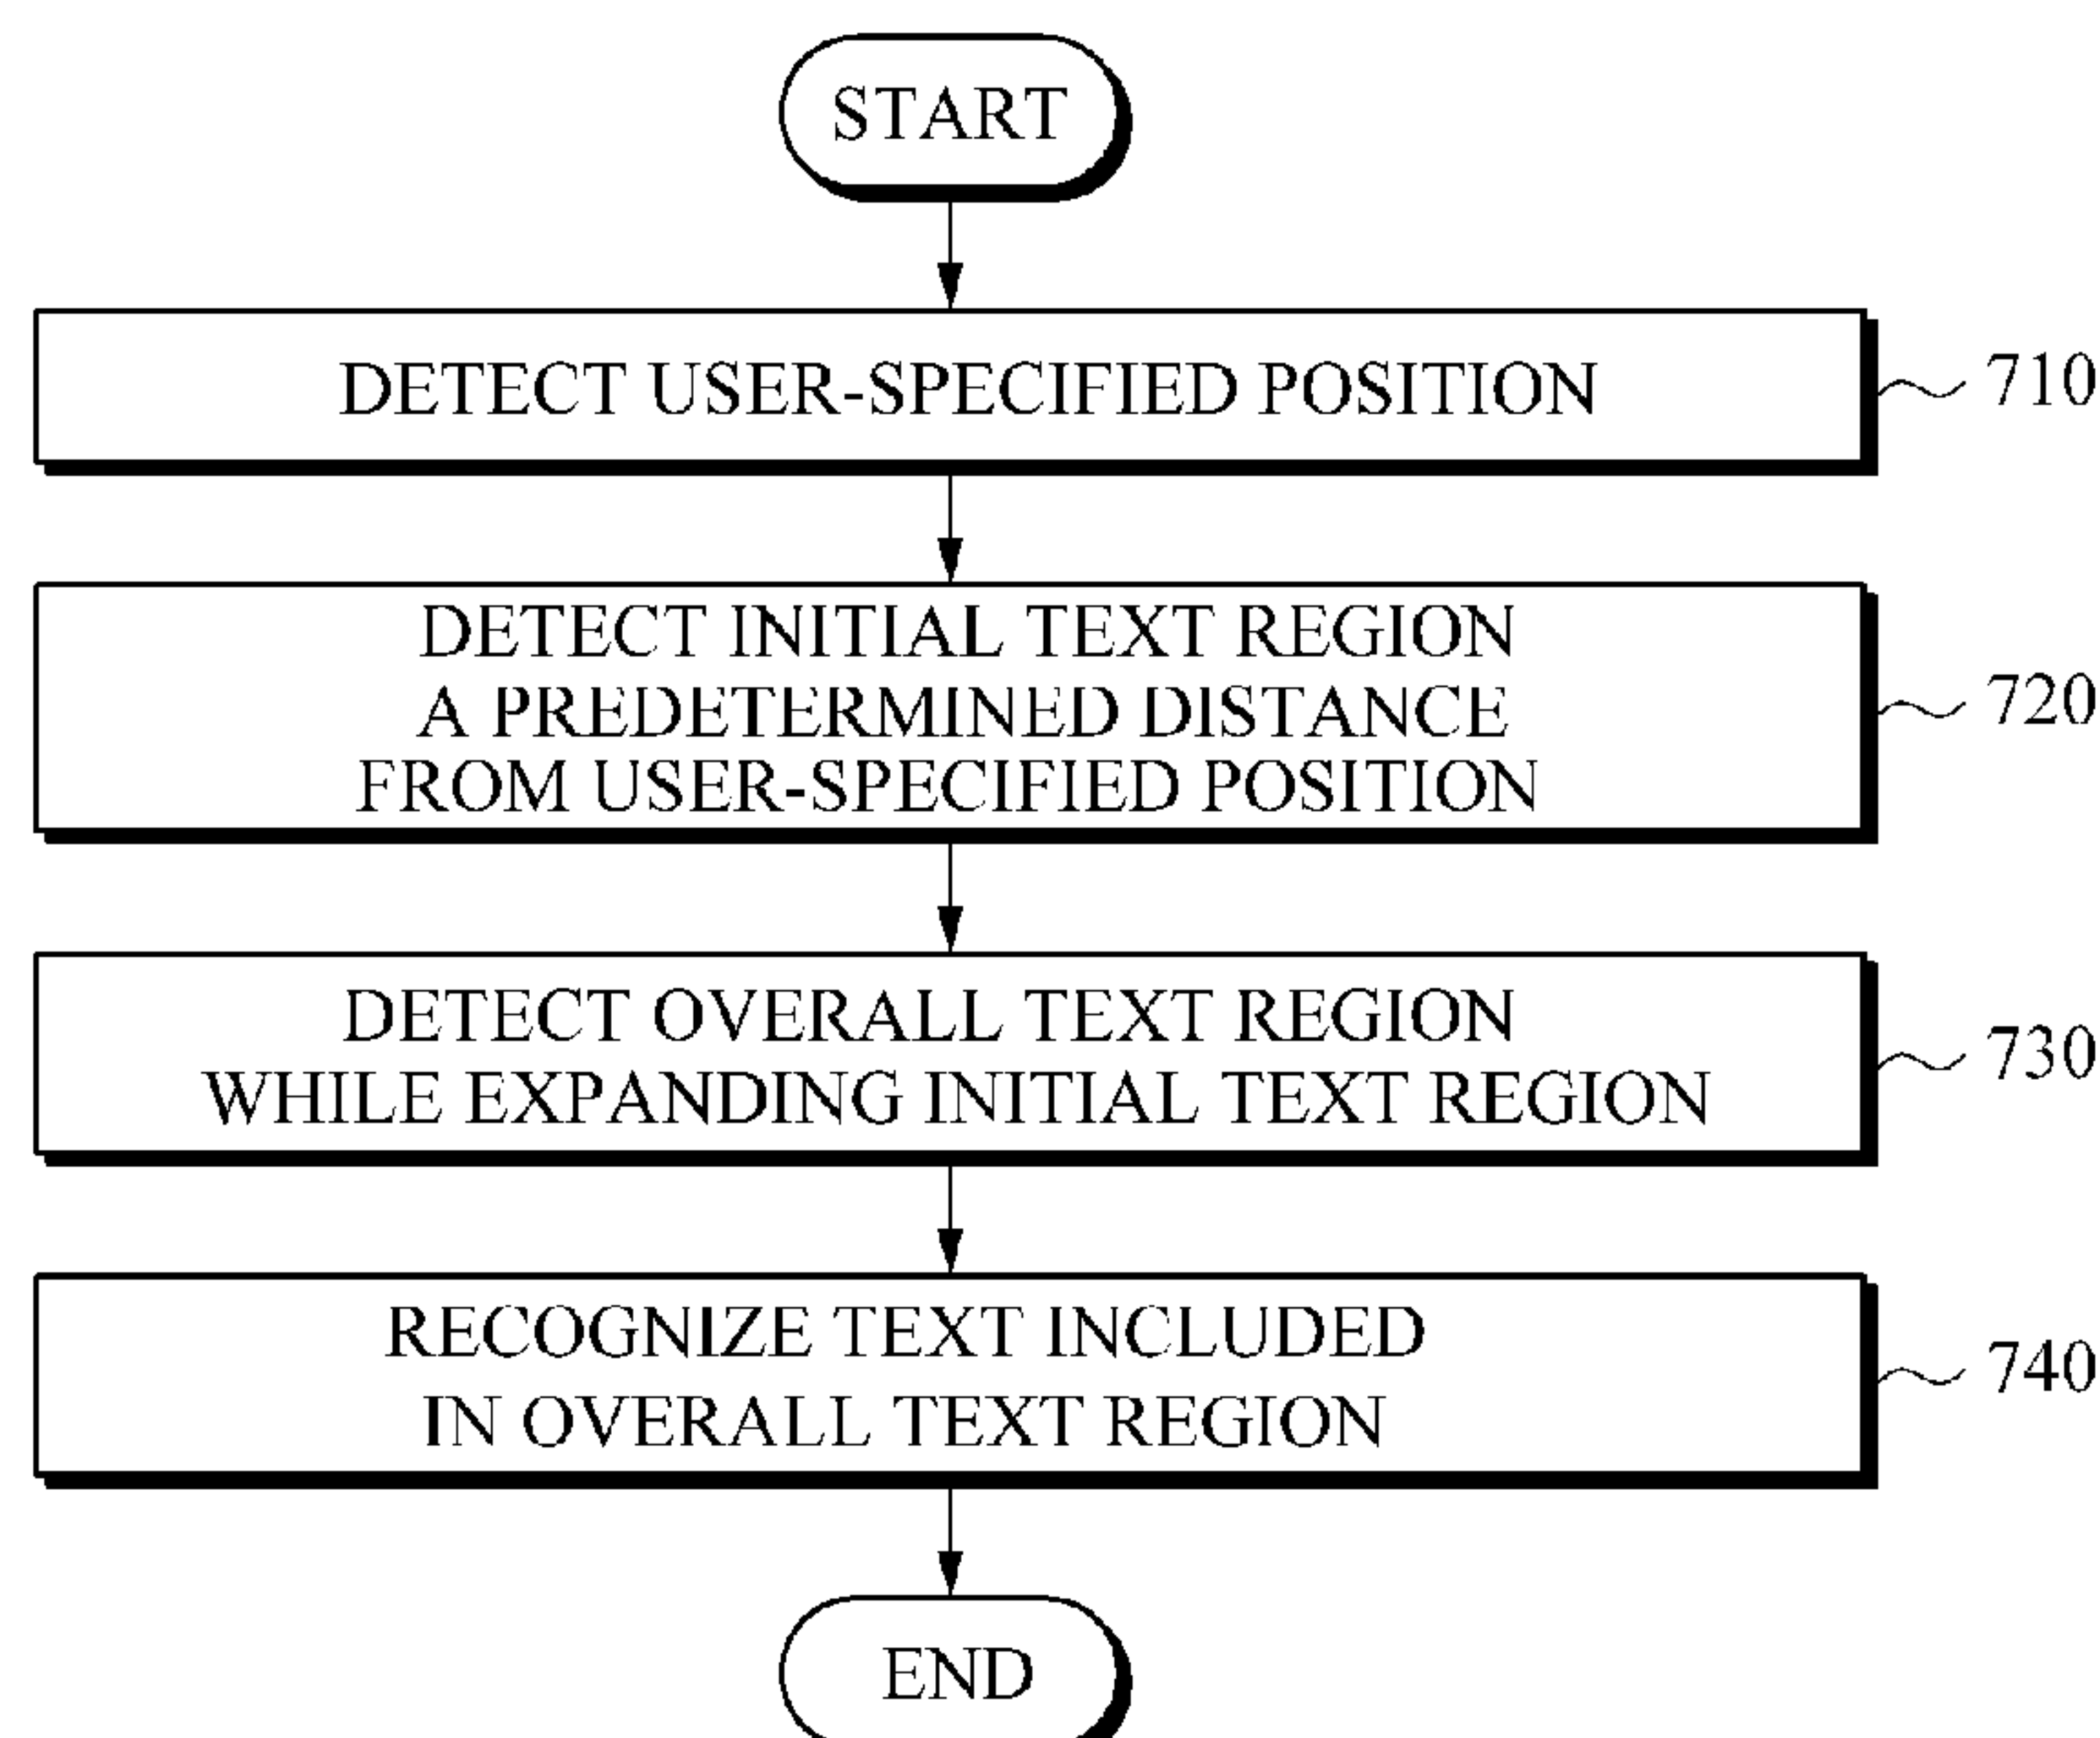 START
DETECT USER-SPECIFIED POSITION
710
DETECT INITIAL TEXT REGION
A PREDETERMINED DISTANCE
FROM USER-SPECIFIED POSITION
720
DETECT OVERALL TEXT REGION
WHILE EXPANDING INITIAL TEXT REGION
730
RECOGNIZE TEXT INCLUDED
IN OVERALL TEXT REGION
740
END